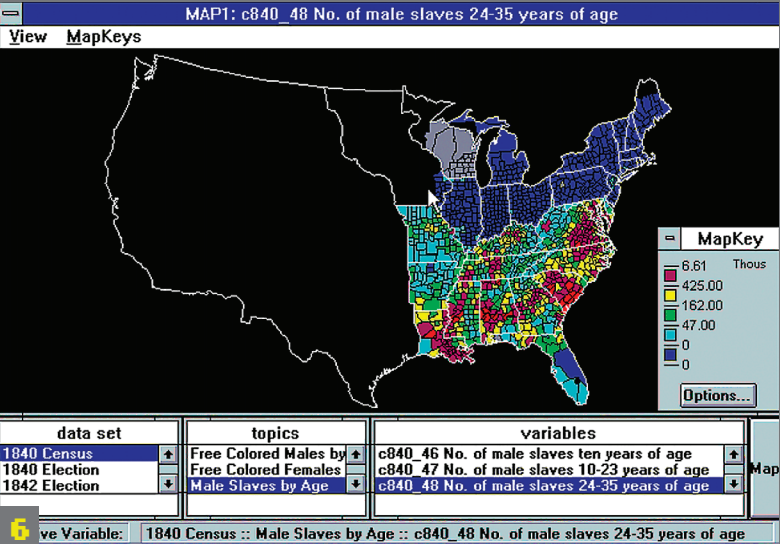 MAP1: c840_48 No. of male slaves 24-35 years of age
View MapKeys
MapKey
6.61 Thous
425.00
162.00
47.00
0
0
Options...
data set
1840 Census
1840 Election
1842 Election
topics
Free Colored Males by
Free Colored Females
Male Slaves by Age
variables
c840_46 No. of male slaves ten years of age
c840_47 No. of male slaves 10-23 years of age
c840_48 No. of male slaves 24-35 years of age
Map
6
ve Variable: 1840 Census :: Male Slaves by Age :: c840_48 No. of male slaves 24-35 years of age